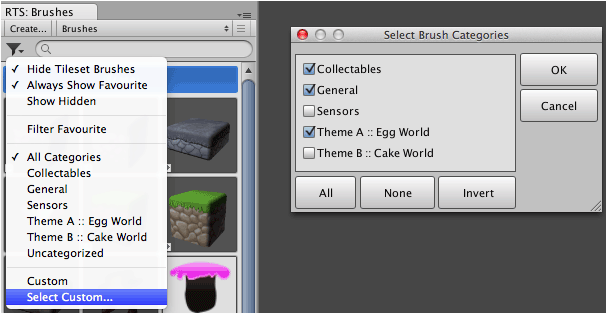 RTS: Brushes
Create...
Brushes
Hide Tileset Brushes
Always Show Favourite
Show Hidden
Filter Favourite
All Categories
Collectables
General
Sensors
Theme A :: Egg World
Theme B :: Cake World
Uncategorized
Custom
Select Custom...
Select Brush Categories
Collectables
General
Sensors
Theme A :: Egg World
Theme B :: Cake World
OK
Cancel
All
None
Invert